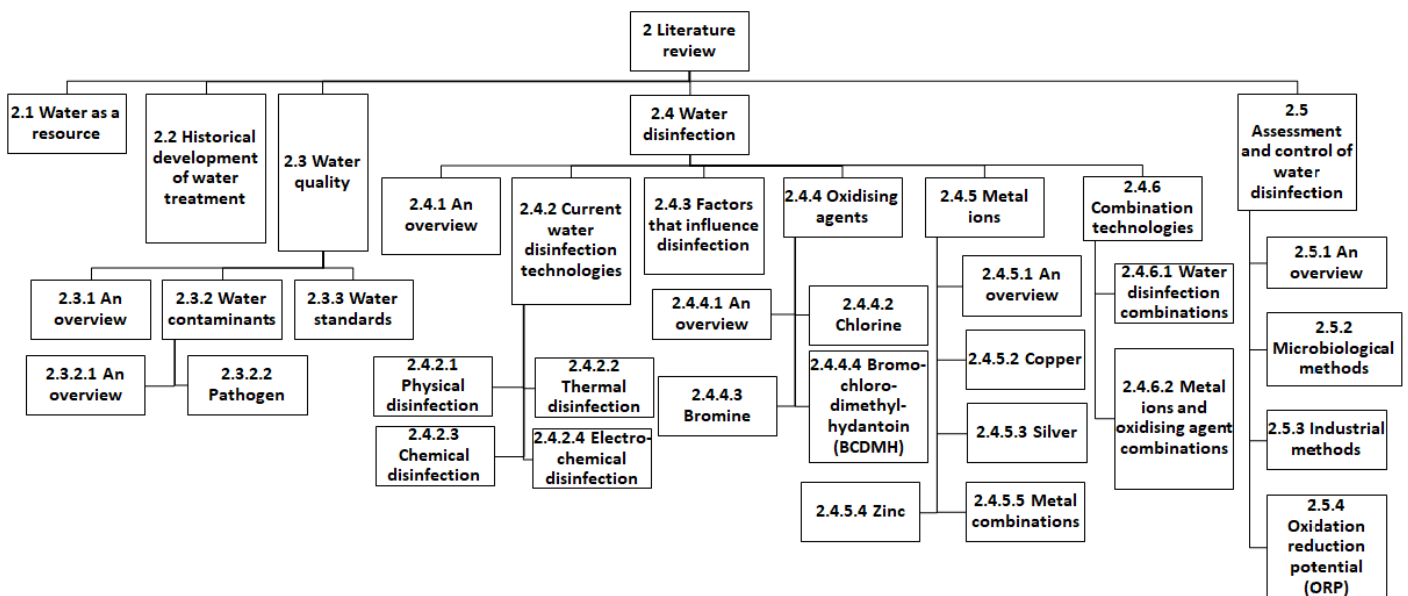 2 Literature
review
2.1 Water as a
resource
2.2 Historical
development
of water
treatment
2.3 Water
quality
2.4 Water
disinfection
2.5
Assessment
and control of
water
disinfection
2.3.1 An
overview
2.3.2 Water
contaminants
2.3.3 Water
standards
2.3.2.1 An
overview
2.3.2.2
Pathogen
2.4.1 An
overview
2.4.2 Current
water
disinfection
technologies
2.4.3 Factors
that influence
disinfection
2.4.4 Oxidising
agents
2.4.5 Metal
ions
2.4.6
Combination
technologies
2.4.2.1
Physical
disinfection
2.4.2.2
Thermal
disinfection
2.4.2.3
Chemical
disinfection
2.4.2.4 Electro-
chemical
disinfection
2.4.4.1 An
overview
2.4.4.2
Chlorine
2.4.4.3
Bromine
2.4.4.4 Bromo-
chloro-
dimethyl-
hydantoin
(BCDMH)
2.4.5.1 An
overview
2.4.5.2 Copper
2.4.5.3 Silver
2.4.5.4 Zinc
2.4.5.5 Metal
combinations
2.4.6.1 Water
disinfection
combinations
2.4.6.2 Metal
ions and
oxidising agent
combinations
2.5.1 An
overview
2.5.2
Microbiological
methods
2.5.3 Industrial
methods
2.5.4
Oxidation
reduction
potential
(ORP)